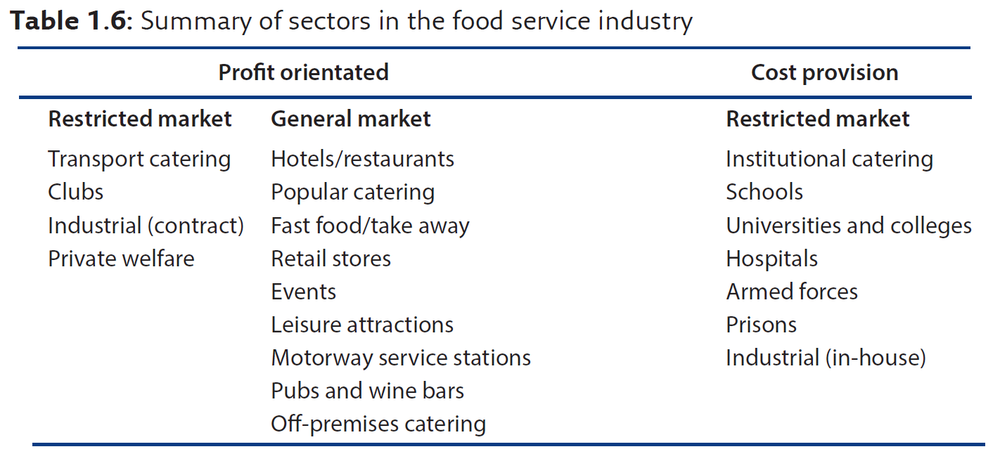 Table 1.6: Summary of sectors in the food service industry
Profit orientated Cost provision
Restricted market General market Restricted market
Transport catering Hotels/restaurants Institutional catering
Clubs Popular catering Schools
Industrial (contract) Fast food/take away Universities and colleges
Private welfare Retail stores Hospitals
Events Armed forces
Leisure attractions Prisons
Motorway service stations Industrial (in-house)
Pubs and wine bars
Off-premises catering